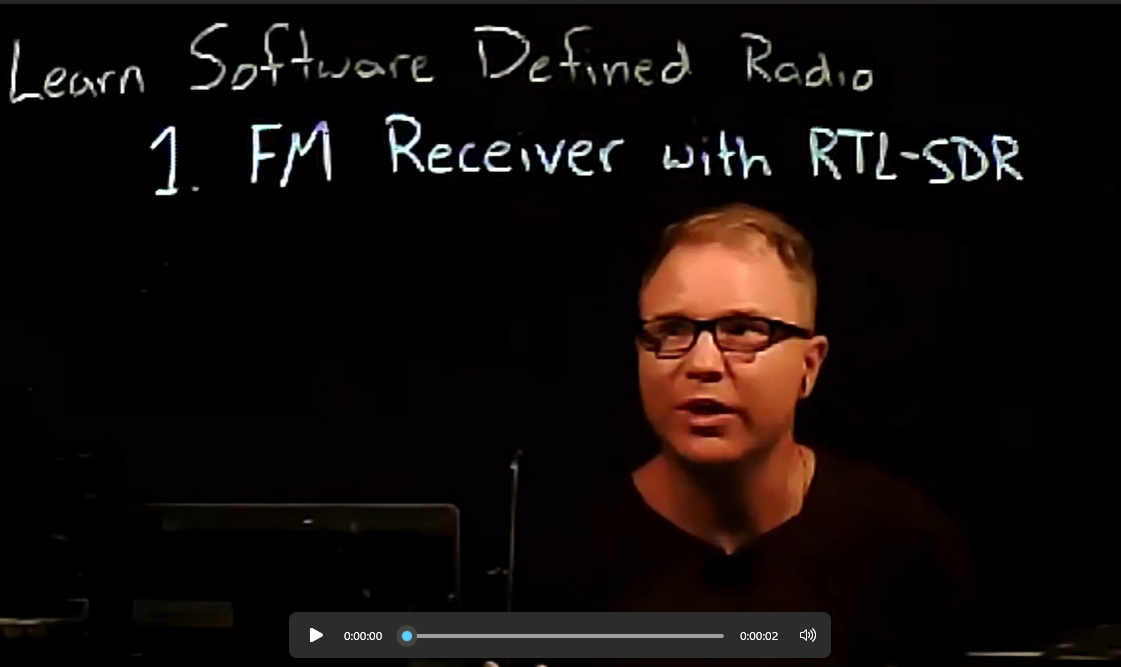 Learn Software Defined Radio
1. FM Receiver with RTL-SDR
0:00:00 0:00:02